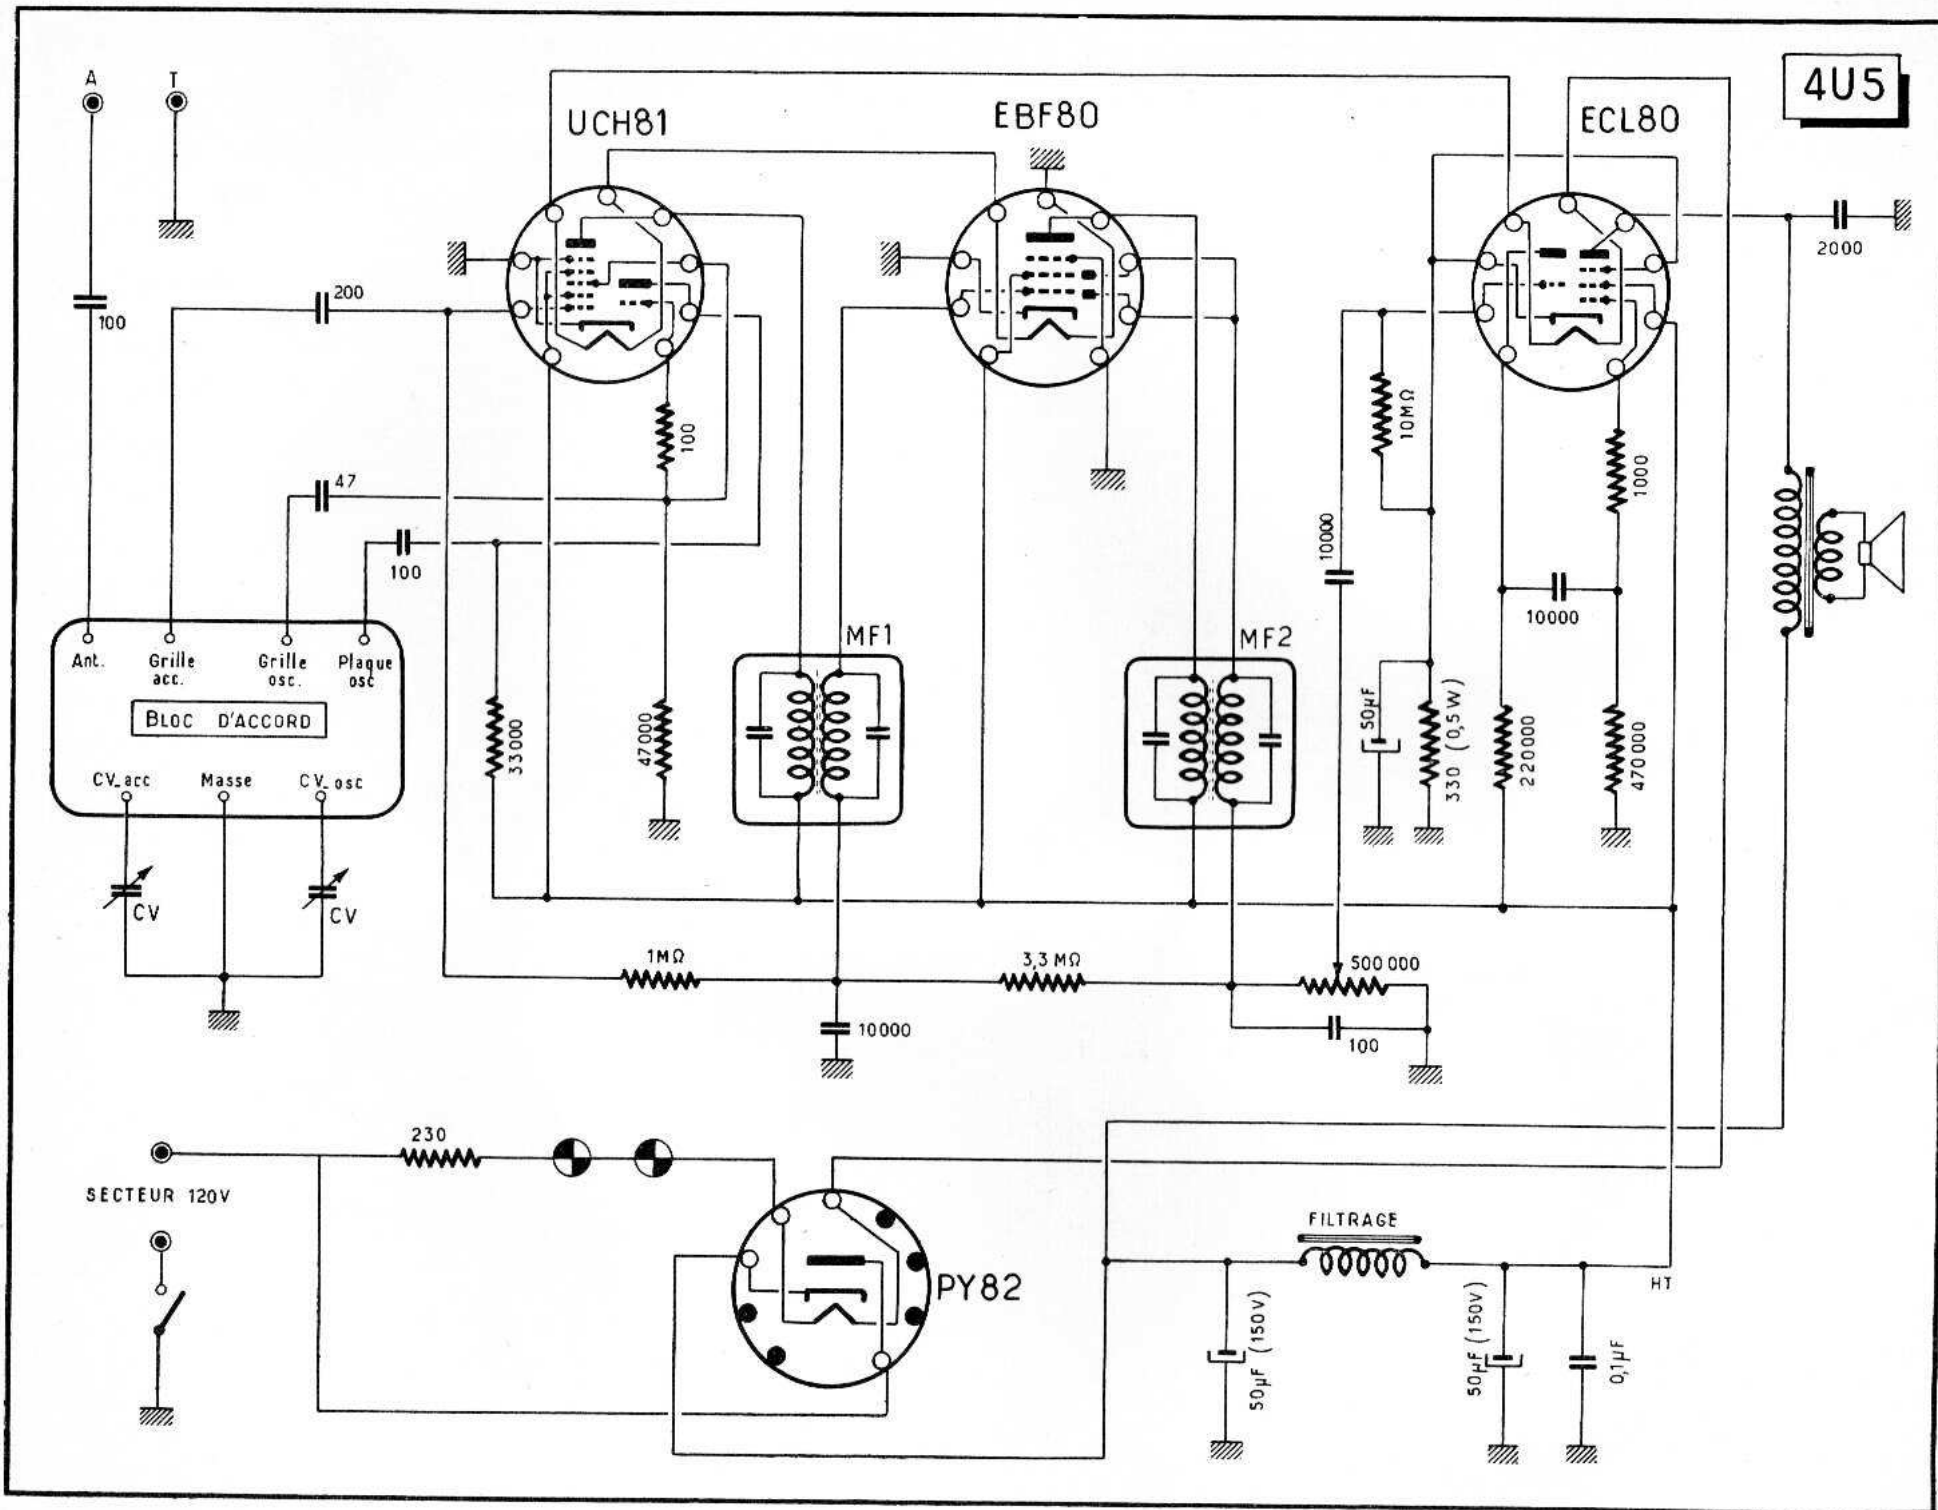 A
T
4U5
UCH81
EBF80
ECL80
2000
200
100
100
10MΩ
1000
47
10000
100
10000
MF1
MF2
Ant.
Grille
acc.
Grille
osc.
Plaque
osc
BLOC D'ACCORD
33000
47000
50µF
330 (0,5W)
220000
470000
CV_acc
Masse
CV_osc
CV
CV
1MΩ
3,3MΩ
500 000
10000
100
230
SECTEUR 120V
FILTRAGE
PY82
HT
50µF (150V)
50µF (150V)
0,1µF